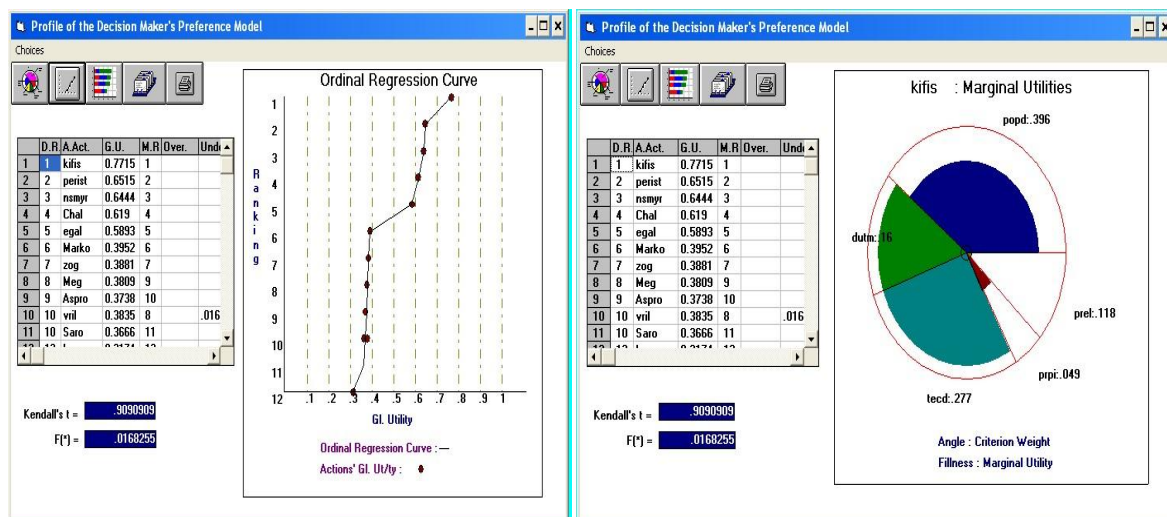 Profile of the Decision Maker's Preference Model
Choices
D.R. A.Act. G.U. M.R Over. Unde
1 1 kifis 0.7715 1
2 2 perist 0.6515 2
3 3 nsmyr 0.6444 3
4 4 Chal 0.619 4
5 5 egal 0.5893 5
6 6 Marko 0.3952 6
7 7 zog 0.3881 7
8 8 Meg 0.3809 9
9 9 Aspro 0.3738 10
10 10 vril 0.3835 8 .016
11 10 Saro 0.3666 11
Kendall's t = .9090909
F(*) = .0168255
Ordinal Regression Curve
1
2
3
4
5
6
7
8
9
10
11
12
Ranking
.1 .2 .3 .4 .5 .6 .7 .8 .9 1
Gl. Utility
Ordinal Regression Curve :—
Actions' Gl. Ut/ty :
Profile of the Decision Maker's Preference Model
Choices
D.R. A.Act. G.U. M.R Over. Unde
1 1 kifis 0.7715 1
2 2 perist 0.6515 2
3 3 nsmyr 0.6444 3
4 4 Chal 0.619 4
5 5 egal 0.5893 5
6 6 Marko 0.3952 6
7 7 zog 0.3881 7
8 8 Meg 0.3809 9
9 9 Aspro 0.3738 10
10 10 vril 0.3835 8 .016
11 10 Saro 0.3666 11
Kendall's t = .9090909
F(*) = .0168255
kifis : Marginal Utilities
popd:.396
dutm:.16
prel:.118
prpi:.049
tecd:.277
Angle : Criterion Weight
Fillness : Marginal Utility